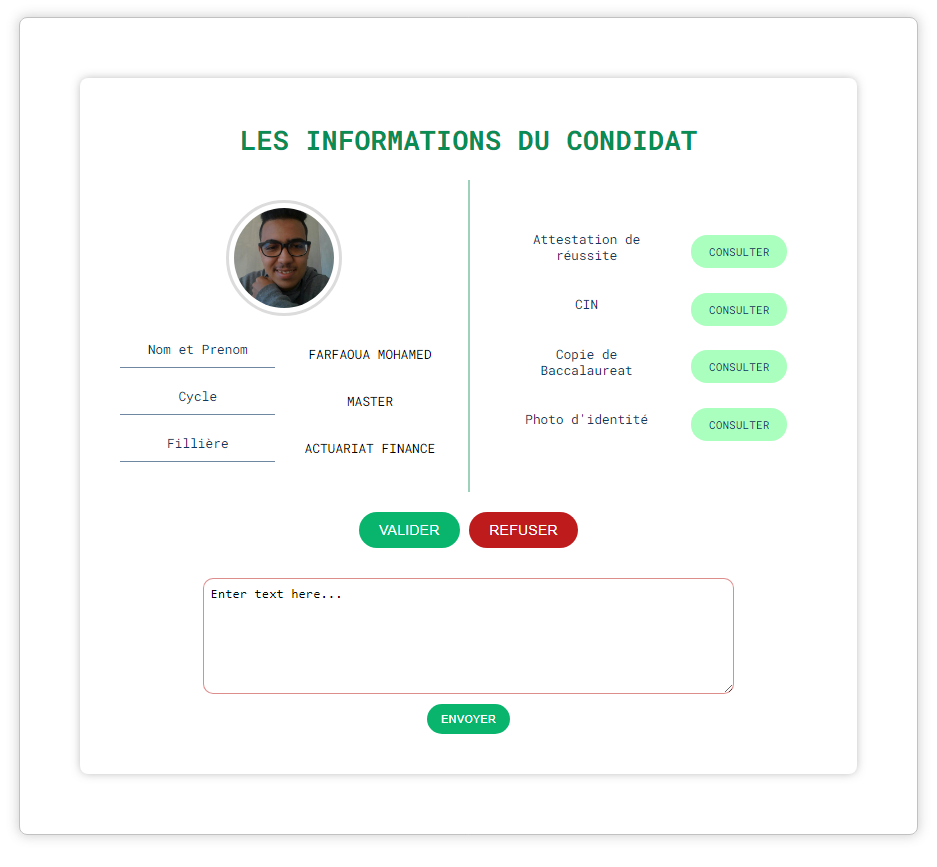 LES INFORMATIONS DU CONDIDAT
Nom et Prenom
FARFAOUA MOHAMED
Cycle
MASTER
Fillière
ACTUARIAT FINANCE
Attestation de
réussite
CONSULTER
CIN
CONSULTER
Copie de
Baccalaureat
CONSULTER
Photo d'identité
CONSULTER
VALIDER
REFUSER
Enter text here...
ENVOYER